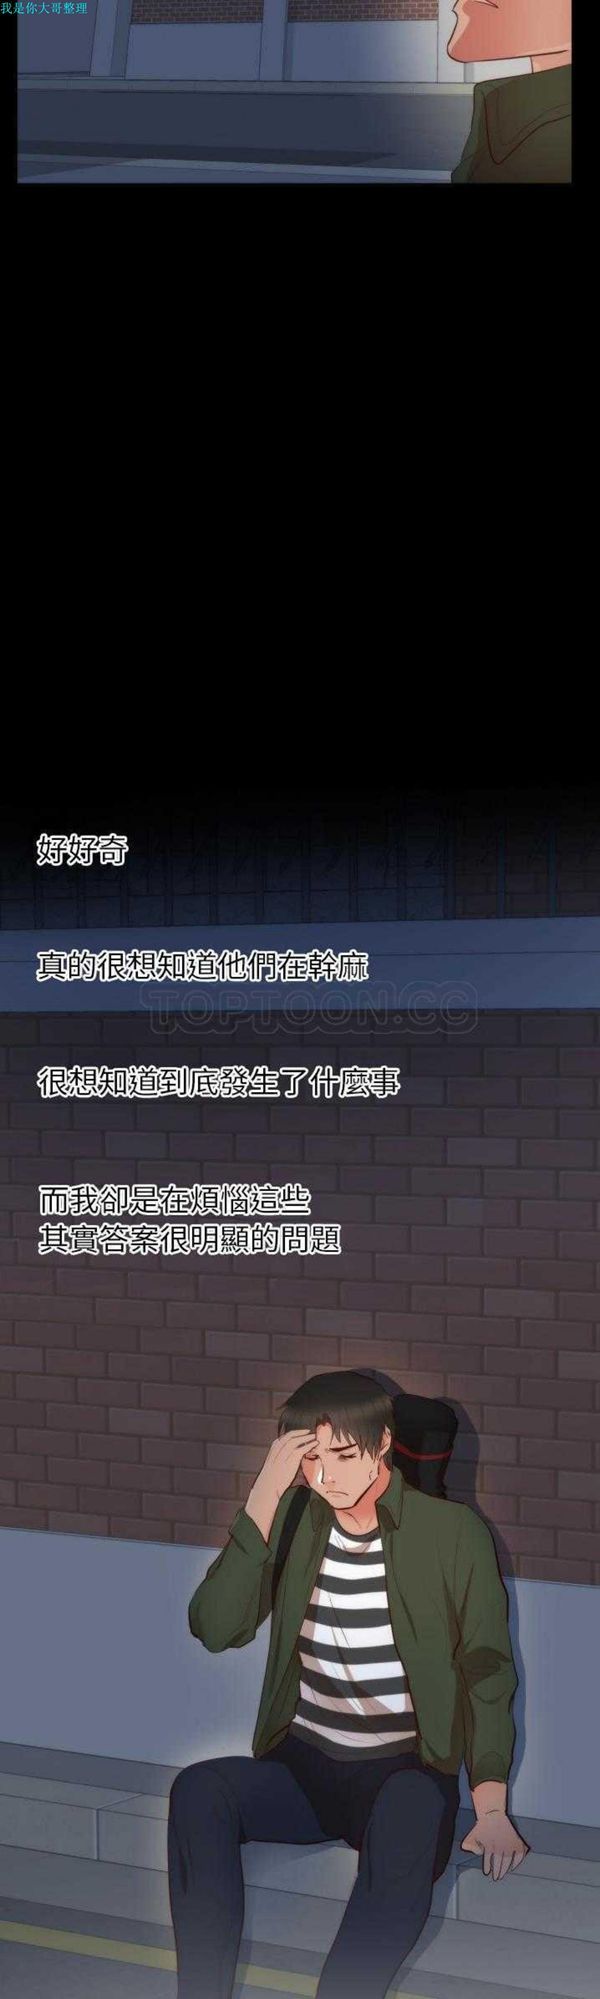 我是你大哥整理
好好奇
真的很想知道他們在幹麻
TOPTOON.CC
很想知道到底發生了什麼事
而我卻是在煩惱這些
其實答案很明顯的問題